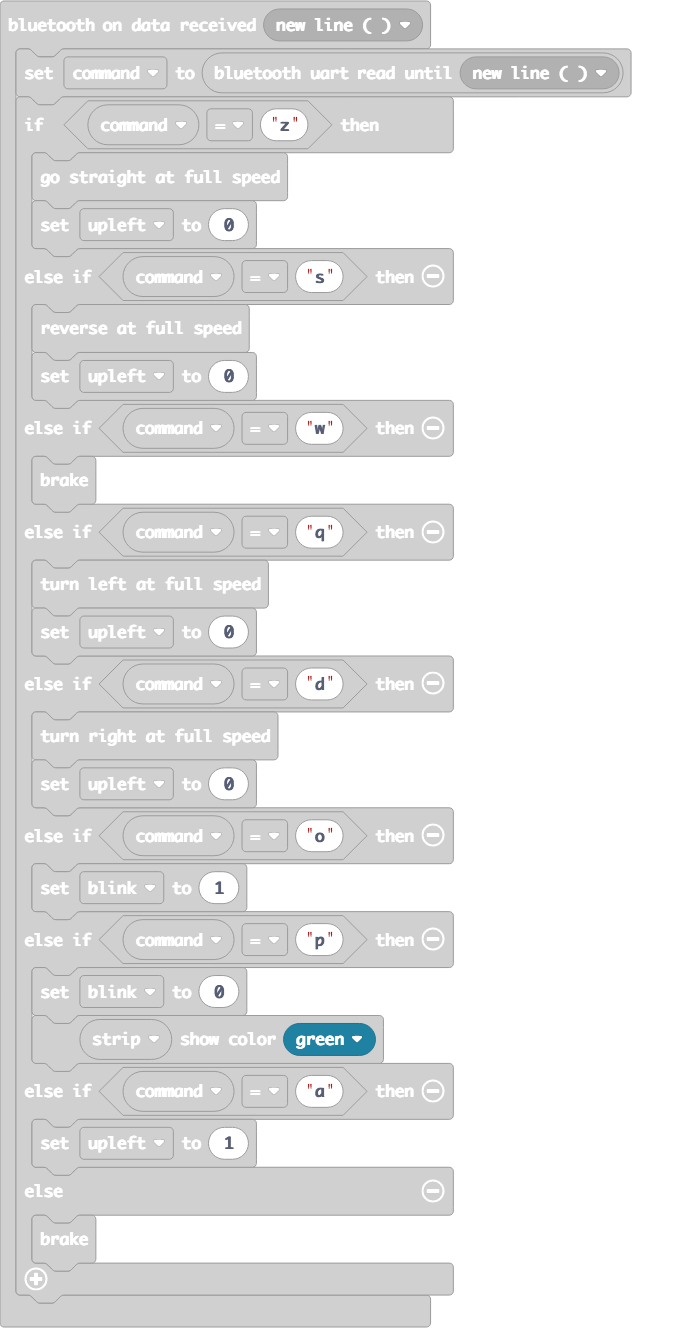 bluetooth on data received new line ( )
set command to bluetooth uart read until new line ( )
if command = "z" then
go straight at full speed
set upleft to 0
else if command = "s" then
reverse at full speed
set upleft to 0
else if command = "w" then
brake
else if command = "q" then
turn left at full speed
set upleft to 0
else if command = "d" then
turn right at full speed
set upleft to 0
else if command = "o" then
set blink to 1
else if command = "p" then
set blink to 0
strip show color green
else if command = "a" then
set upleft to 1
else
brake